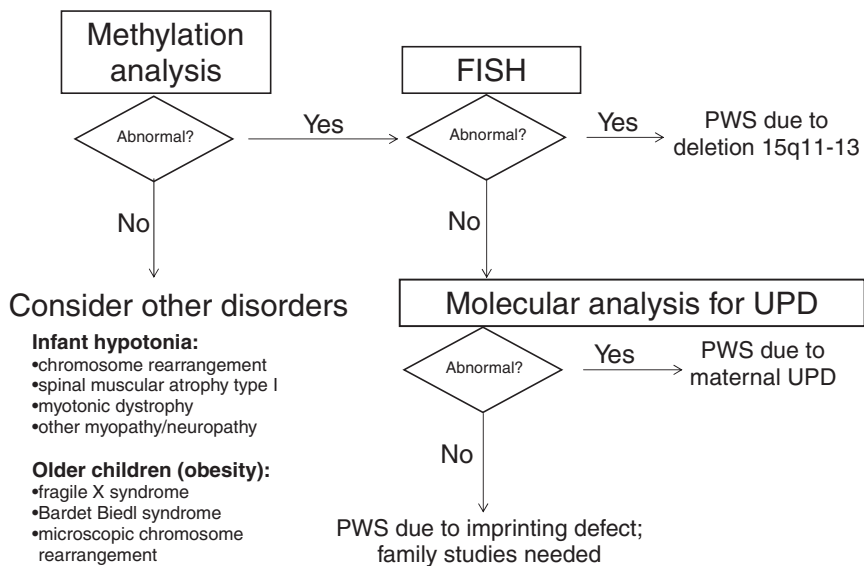 Methylation
analysis
Abnormal?
Yes
FISH
Abnormal?
Yes
PWS due to
deletion 15q11-13
No
No
Consider other disorders
Infant hypotonia:
•chromosome rearrangement
•spinal muscular atrophy type I
•myotonic dystrophy
•other myopathy/neuropathy
Older children (obesity):
•fragile X syndrome
•Bardet Biedl syndrome
•microscopic chromosome
rearrangement
Molecular analysis for UPD
Abnormal?
Yes
PWS due to
maternal UPD
No
PWS due to imprinting defect;
family studies needed